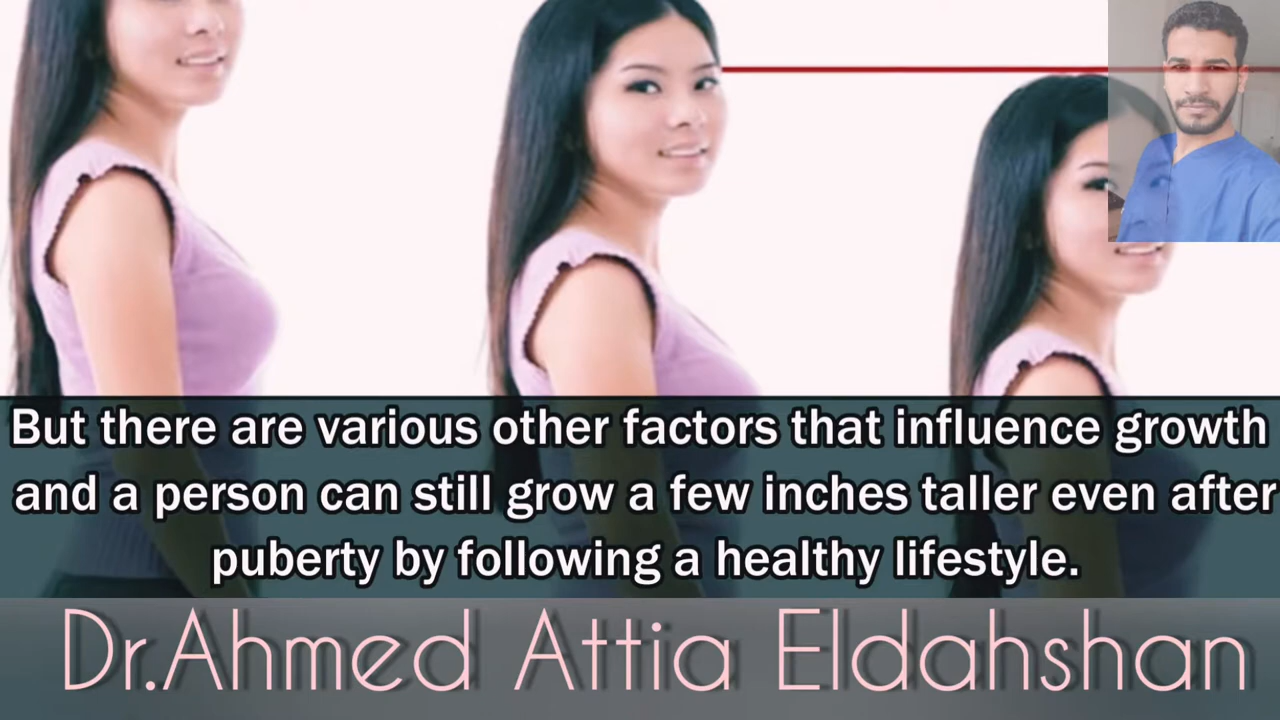 But there are various other factors that influence growth
and a person can still grow a few inches taller even after
puberty by following a healthy lifestyle.
Dr.Ahmed Attia Eldahshan